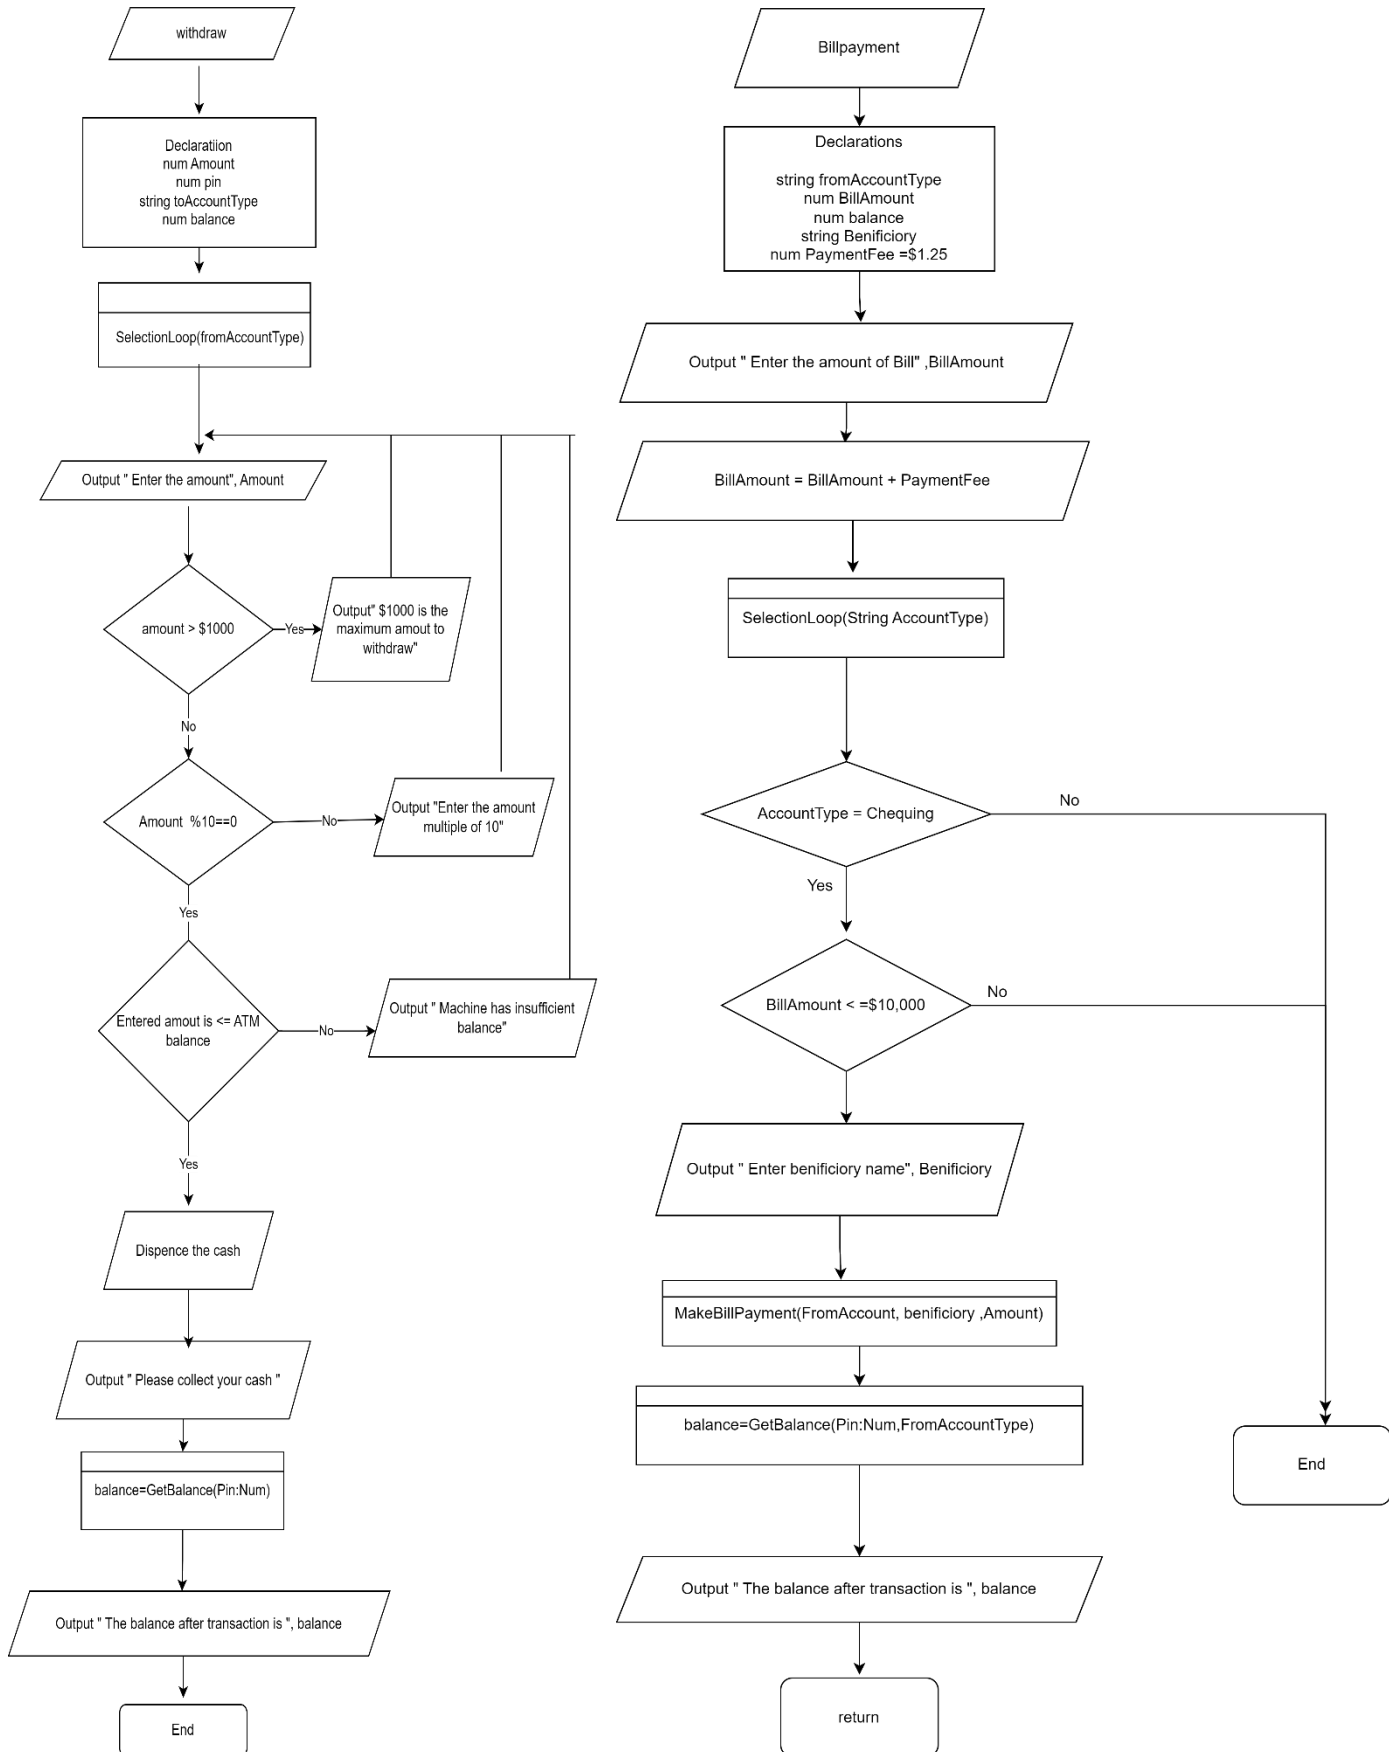 withdraw
Declaratiion
num Amount
num pin
string toAccountType
num balance
SelectionLoop(fromAccountType)
Output " Enter the amount", Amount
amount > $1000
Yes
Output" $1000 is the
maximum amout to
withdraw"
No
Amount %10==0
No
Output "Enter the amount
multiple of 10"
Yes
Entered amout is <= ATM
balance
No
Output " Machine has insufficient
balance"
Yes
Dispence the cash
Output " Please collect your cash "
balance=GetBalance(Pin:Num)
Output " The balance after transaction is ", balance
End
Billpayment
Declarations
string fromAccountType
num BillAmount
num balance
string Benificiory
num PaymentFee =$1.25
Output " Enter the amount of Bill" ,BillAmount
BillAmount = BillAmount + PaymentFee
SelectionLoop(String AccountType)
AccountType = Chequing
No
Yes
BillAmount < =$10,000
No
Output " Enter benificiory name", Benificiory
MakeBillPayment(FromAccount, benificiory ,Amount)
balance=GetBalance(Pin:Num,FromAccountType)
End
Output " The balance after transaction is ", balance
return